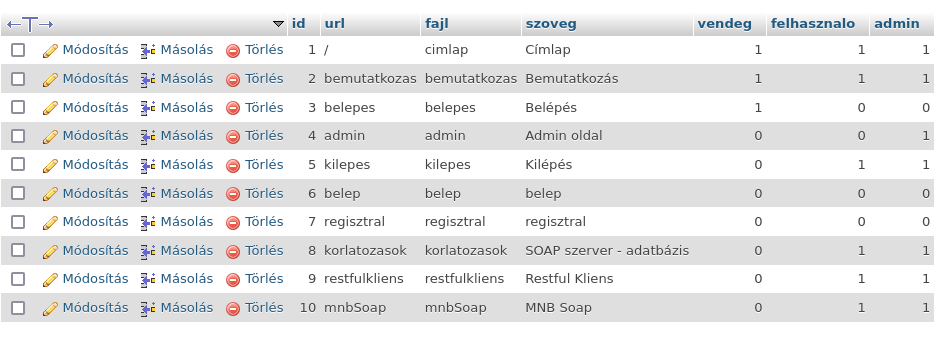 id url fajl szoveg vendeg felhasznalo admin
Módosítás Másolás Törlés 1 / cimlap Címlap 1 1 1
Módosítás Másolás Törlés 2 bemutatkozas bemutatkozas Bemutatkozás 1 1 1
Módosítás Másolás Törlés 3 belepes belepes Belépés 1 0 0
Módosítás Másolás Törlés 4 admin admin Admin oldal 0 0 1
Módosítás Másolás Törlés 5 kilepes kilepes Kilépés 0 1 1
Módosítás Másolás Törlés 6 belep belep belep 0 0 0
Módosítás Másolás Törlés 7 regisztral regisztral regisztral 0 0 0
Módosítás Másolás Törlés 8 korlatozasok korlatozasok SOAP szerver - adatbázis 0 1 1
Módosítás Másolás Törlés 9 restfulkliens restfulkliens Restful Kliens 0 1 1
Módosítás Másolás Törlés 10 mnbSoap mnbSoap MNB Soap 0 1 1